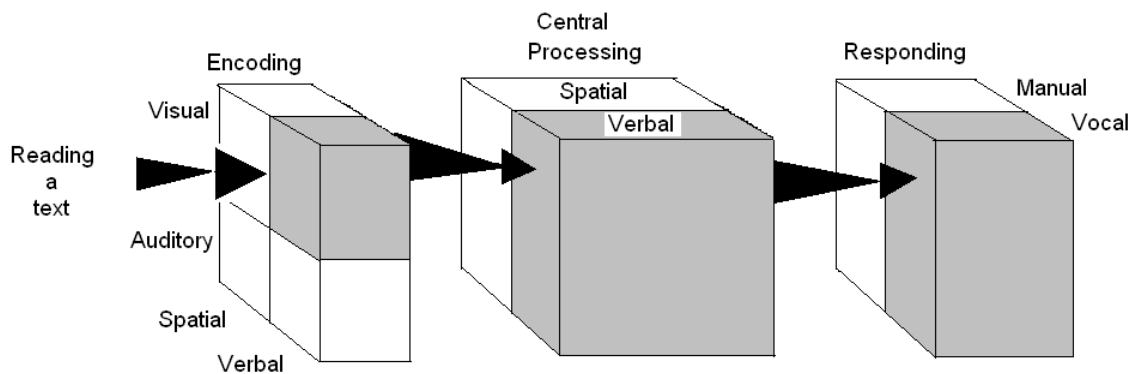 Encoding
Central
Processing
Responding
Visual
Spatial
Manual
Verbal
Vocal
Reading
a
text
Auditory
Spatial
Verbal